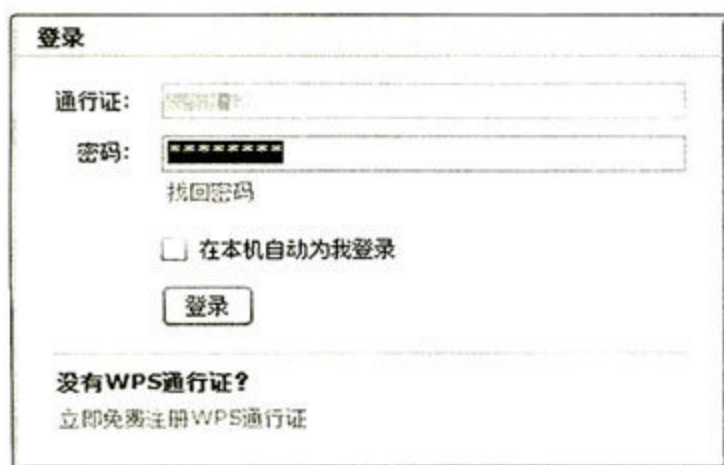 登录
通行证:
密码: ********
找回密码
在本机自动为我登录
登录
没有WPS通行证?
立即免费注册WPS通行证